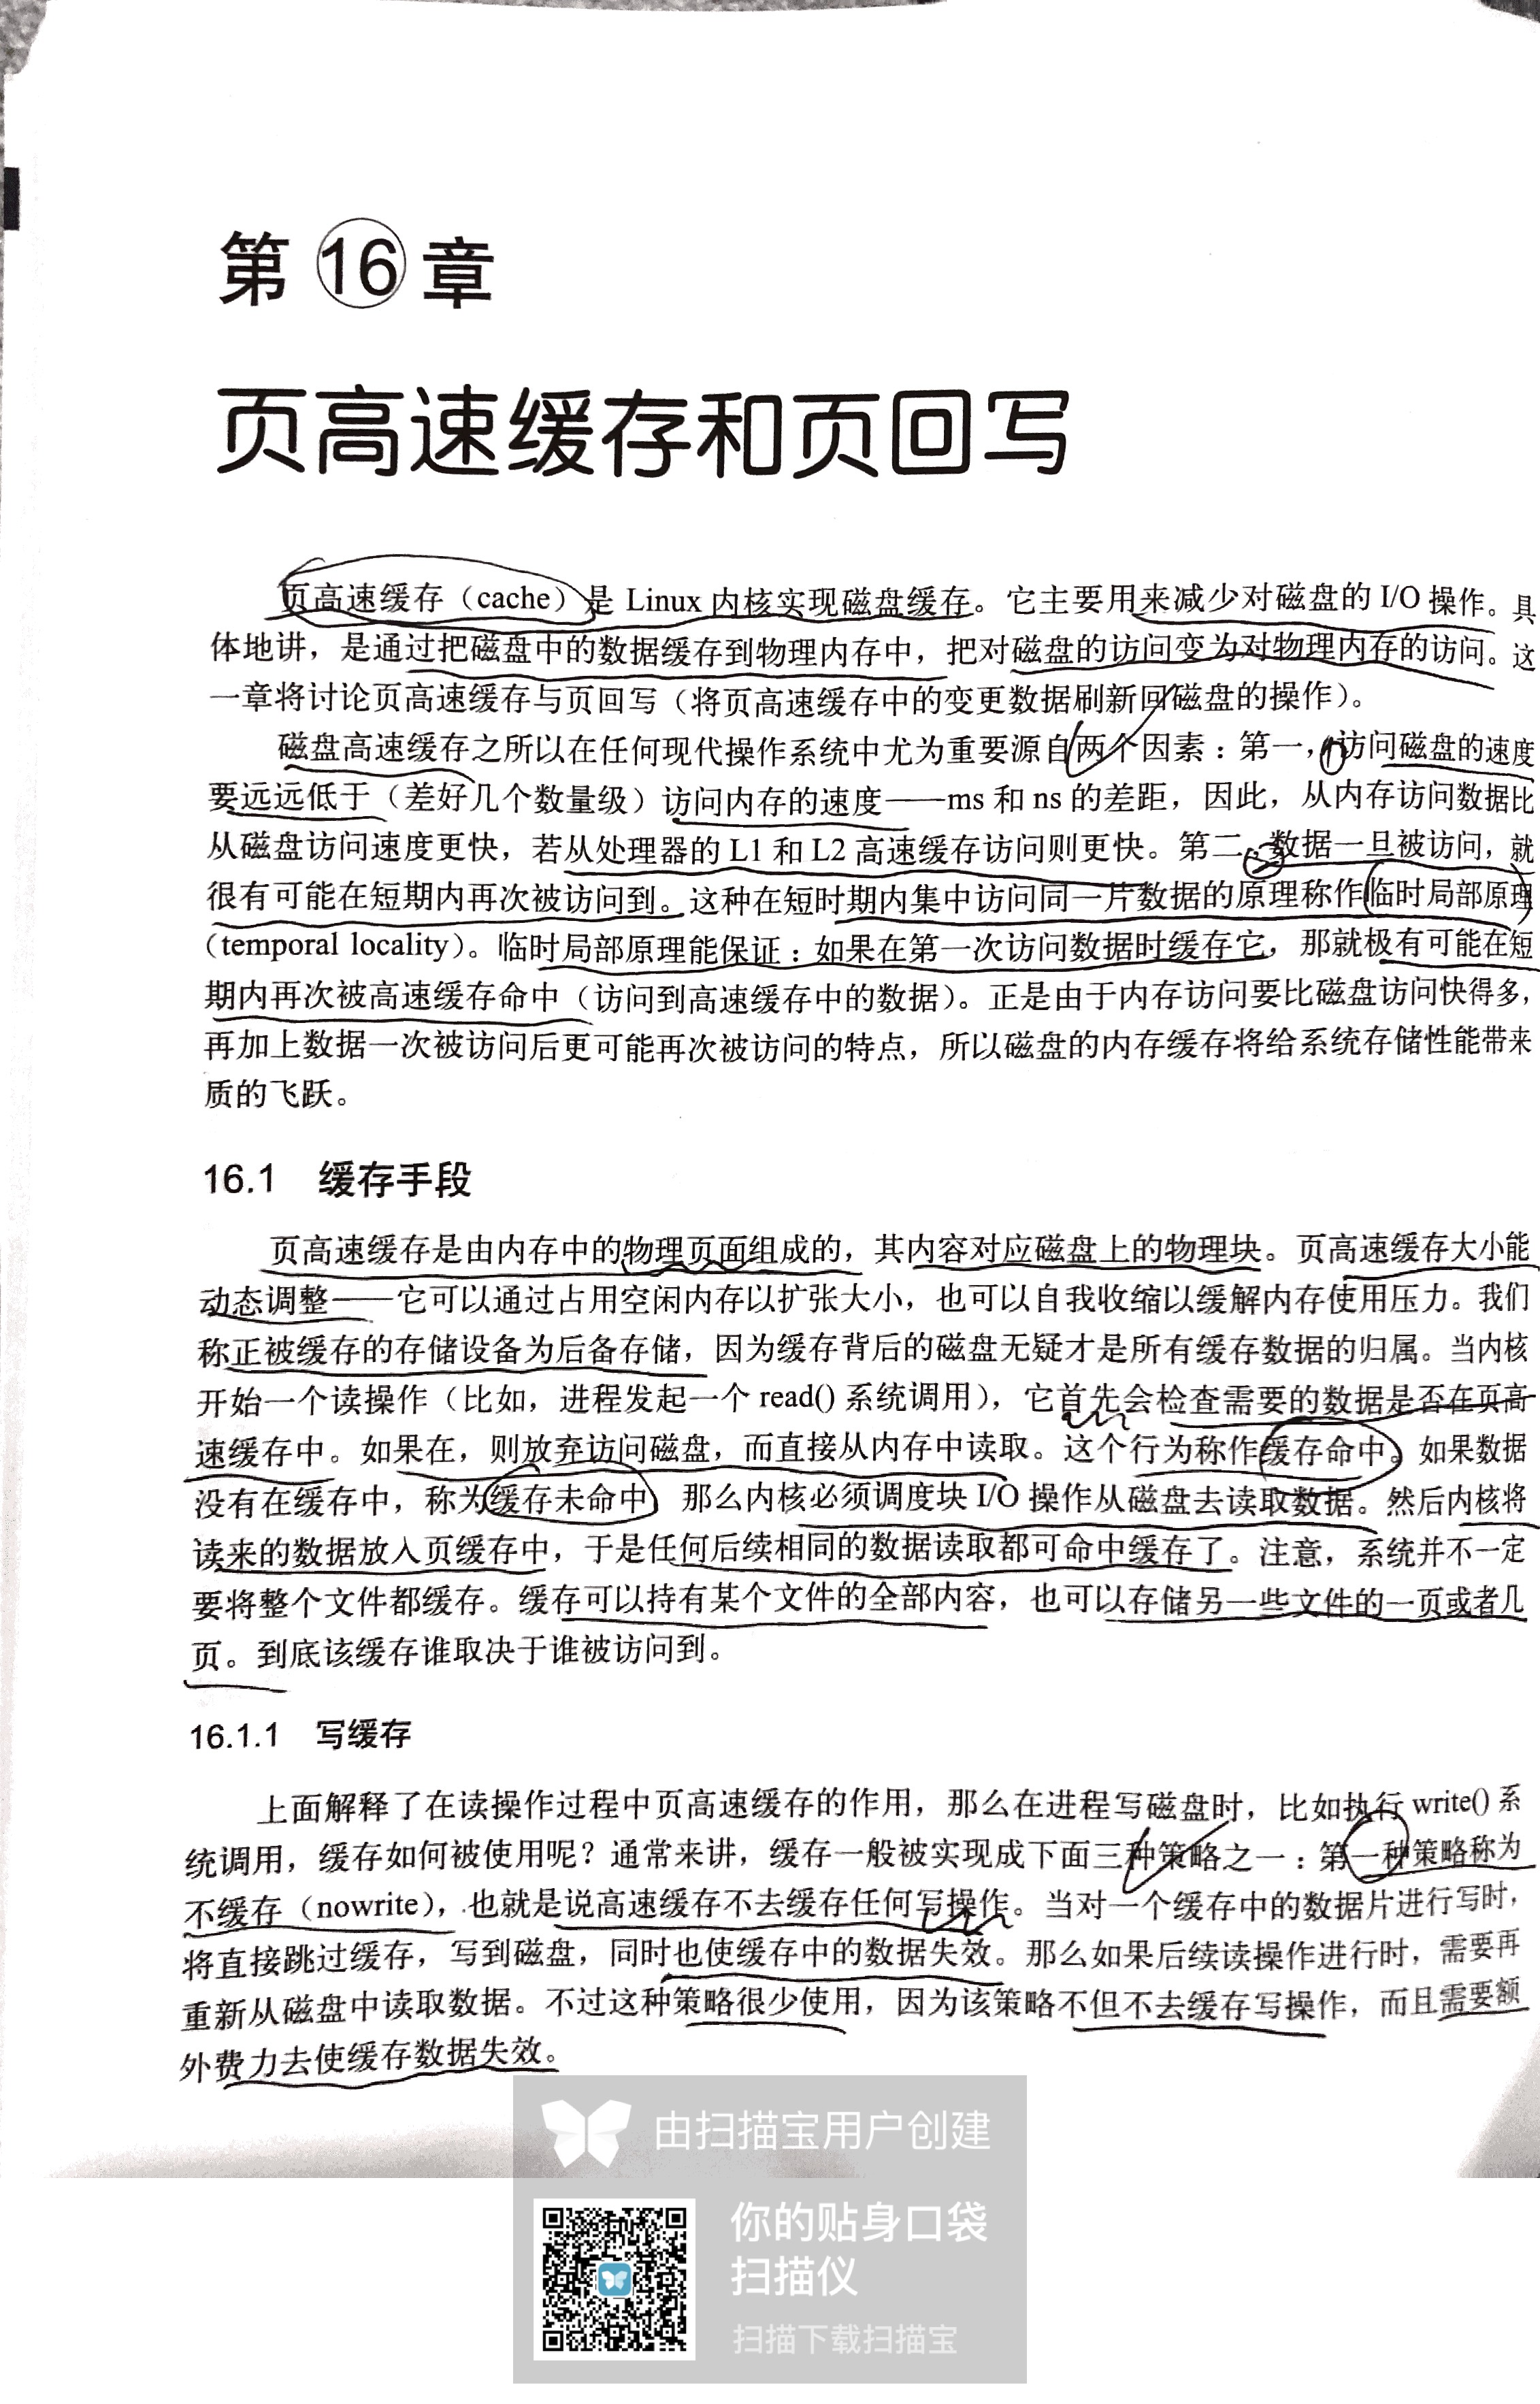 第16章
页高速缓存和页回写
页高速缓存（cache）是 Linux 内核实现磁盘缓存。它主要用来减少对磁盘的 I/O 操作。具
体地讲，是通过把磁盘中的数据缓存到物理内存中，把对磁盘的访问变为对物理内存的访问。这
一章将讨论页高速缓存与页回写（将页高速缓存中的变更数据刷新回磁盘的操作）。
磁盘高速缓存之所以在任何现代操作系统中尤为重要源自两个因素：第一，访问磁盘的速度
要远远低于（差好几个数量级）访问内存的速度——ms 和 ns 的差距，因此，从内存访问数据比
从磁盘访问速度更快，若从处理器的 L1 和 L2 高速缓存访问则更快。第二，数据一旦被访问，就
很有可能在短期内再次被访问到。这种在短时期内集中访问同一片数据的原理称作临时局部原理
（temporal locality）。临时局部原理能保证：如果在第一次访问数据时缓存它，那就极有可能在短
期内再次被高速缓存命中（访问到高速缓存中的数据）。正是由于内存访问要比磁盘访问快得多，
再加上数据一次被访问后更可能再次被访问的特点，所以磁盘的内存缓存将给系统存储性能带来
质的飞跃。
16.1 缓存手段
页高速缓存是由内存中的物理页面组成的，其内容对应磁盘上的物理块。页高速缓存大小能
动态调整——它可以通过占用空闲内存以扩张大小，也可以自我收缩以缓解内存使用压力。我们
称正被缓存的存储设备为后备存储，因为缓存背后的磁盘无疑才是所有缓存数据的归属。当内核
开始一个读操作（比如，进程发起一个 read() 系统调用），它首先会检查需要的数据是否在页高
速缓存中。如果在，则放弃访问磁盘，而直接从内存中读取。这个行为称作缓存命中。如果数据
没有在缓存中，称为缓存未命中，那么内核必须调度块 I/O 操作从磁盘去读取数据。然后内核将
读来的数据放入页缓存中，于是任何后续相同的数据读取都可命中缓存了。注意，系统并不一定
要将整个文件都缓存。缓存可以持有某个文件的全部内容，也可以存储另一些文件的一页或者几
页。到底该缓存谁取决于谁被访问到。
16.1.1 写缓存
上面解释了在读操作过程中页高速缓存的作用，那么在进程写磁盘时，比如执行 write() 系
统调用，缓存如何被使用呢？通常来讲，缓存一般被实现成下面三种策略之一：第一种策略称为
不缓存（nowrite），也就是说高速缓存不去缓存任何写操作。当对一个缓存中的数据片进行写时，
将直接跳过缓存，写到磁盘，同时也使缓存中的数据失效。那么如果后续读操作进行时，需要再
重新从磁盘中读取数据。不过这种策略很少使用，因为该策略不但不去缓存写操作，而且需要额
外费力去使缓存数据失效。
由扫描宝用户创建
你的贴身口袋
扫描仪
扫描下载扫描宝